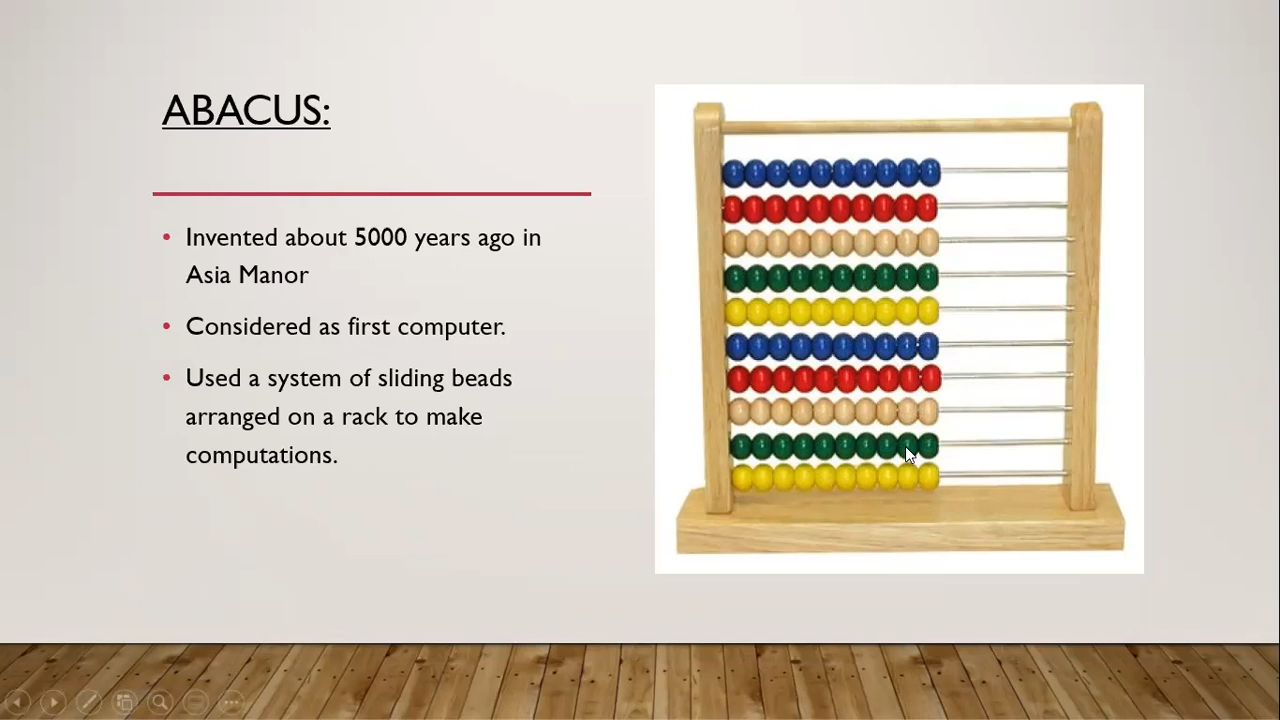 ABACUS:
• Invented about 5000 years ago in
Asia Manor
• Considered as first computer.
• Used a system of sliding beads
arranged on a rack to make
computations.